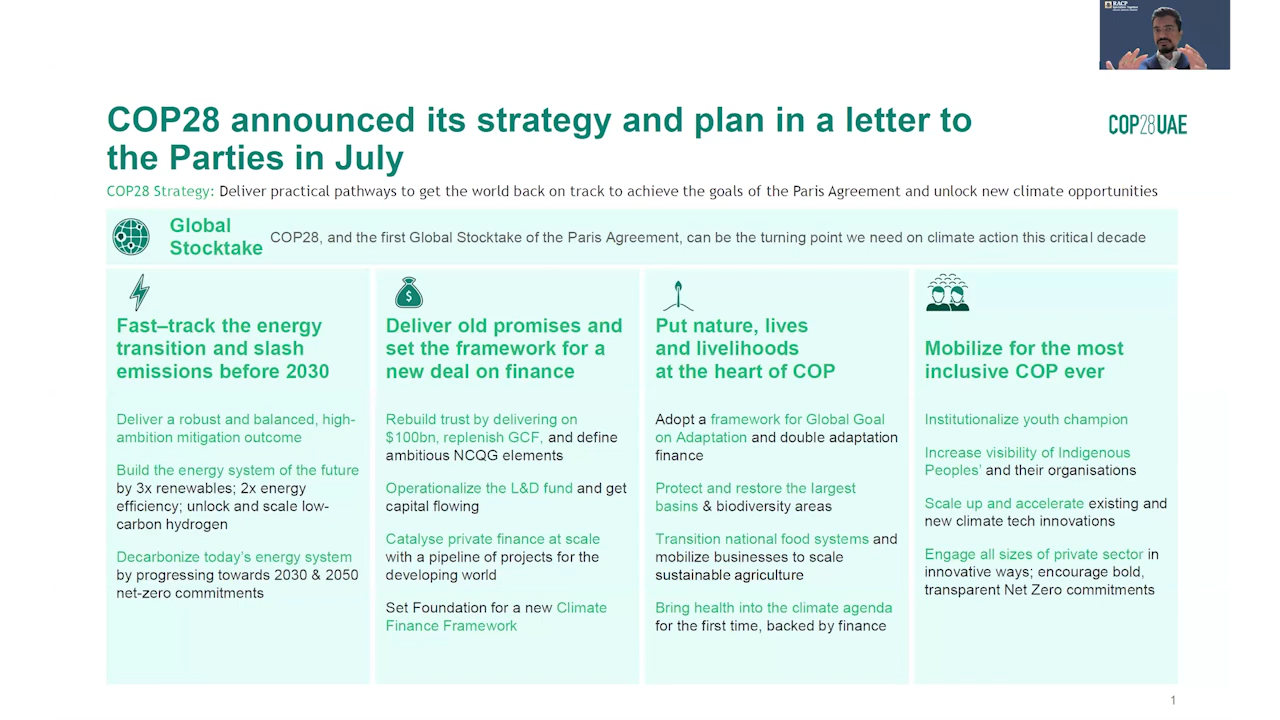 RACP
COP28 announced its strategy and plan in a letter to
the Parties in July
COP28UAE
COP28 Strategy: Deliver practical pathways to get the world back on track to achieve the goals of the Paris Agreement and unlock new climate opportunities
Global
Stocktake
COP28, and the first Global Stocktake of the Paris Agreement, can be the turning point we need on climate action this critical decade
Fast–track the energy
transition and slash
emissions before 2030
Deliver a robust and balanced, high-
ambition mitigation outcome
Build the energy system of the future
by 3x renewables; 2x energy
efficiency; unlock and scale low-
carbon hydrogen
Decarbonize today's energy system
by progressing towards 2030 & 2050
net-zero commitments
$
Deliver old promises and
set the framework for a
new deal on finance
Rebuild trust by delivering on
$100bn, replenish GCF, and define
ambitious NCQG elements
Operationalize the L&D fund and get
capital flowing
Catalyse private finance at scale
with a pipeline of projects for the
developing world
Set Foundation for a new Climate
Finance Framework
Put nature, lives
and livelihoods
at the heart of COP
Adopt a framework for Global Goal
on Adaptation and double adaptation
finance
Protect and restore the largest
basins & biodiversity areas
Transition national food systems and
mobilize businesses to scale
sustainable agriculture
Bring health into the climate agenda
for the first time, backed by finance
Mobilize for the most
inclusive COP ever
Institutionalize youth champion
Increase visibility of Indigenous
Peoples' and their organisations
Scale up and accelerate existing and
new climate tech innovations
Engage all sizes of private sector in
innovative ways; encourage bold,
transparent Net Zero commitments
1